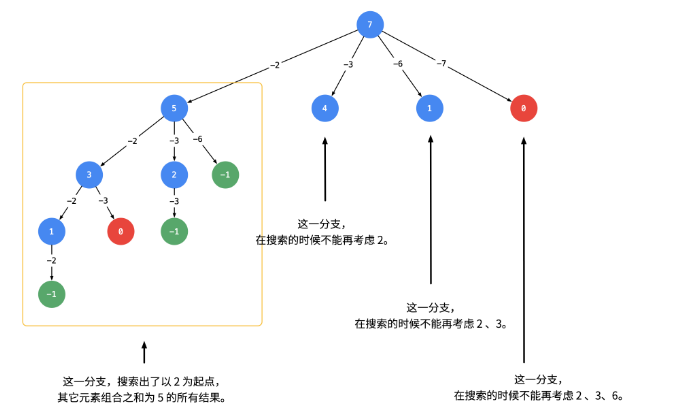 7
-2
-3
-6
-7
5
4
1
0
-2
-3
-6
3
2
-1
-2
-3
-3
1
0
-1
-2
-1
这一分支，
在搜索的时候不能再考虑 2。
这一分支，
在搜索的时候不能再考虑 2 、3。
这一分支，
在搜索的时候不能再考虑 2 、3、6。
这一分支，搜索出了以 2 为起点，
其它元素组合之和为 5 的所有结果。